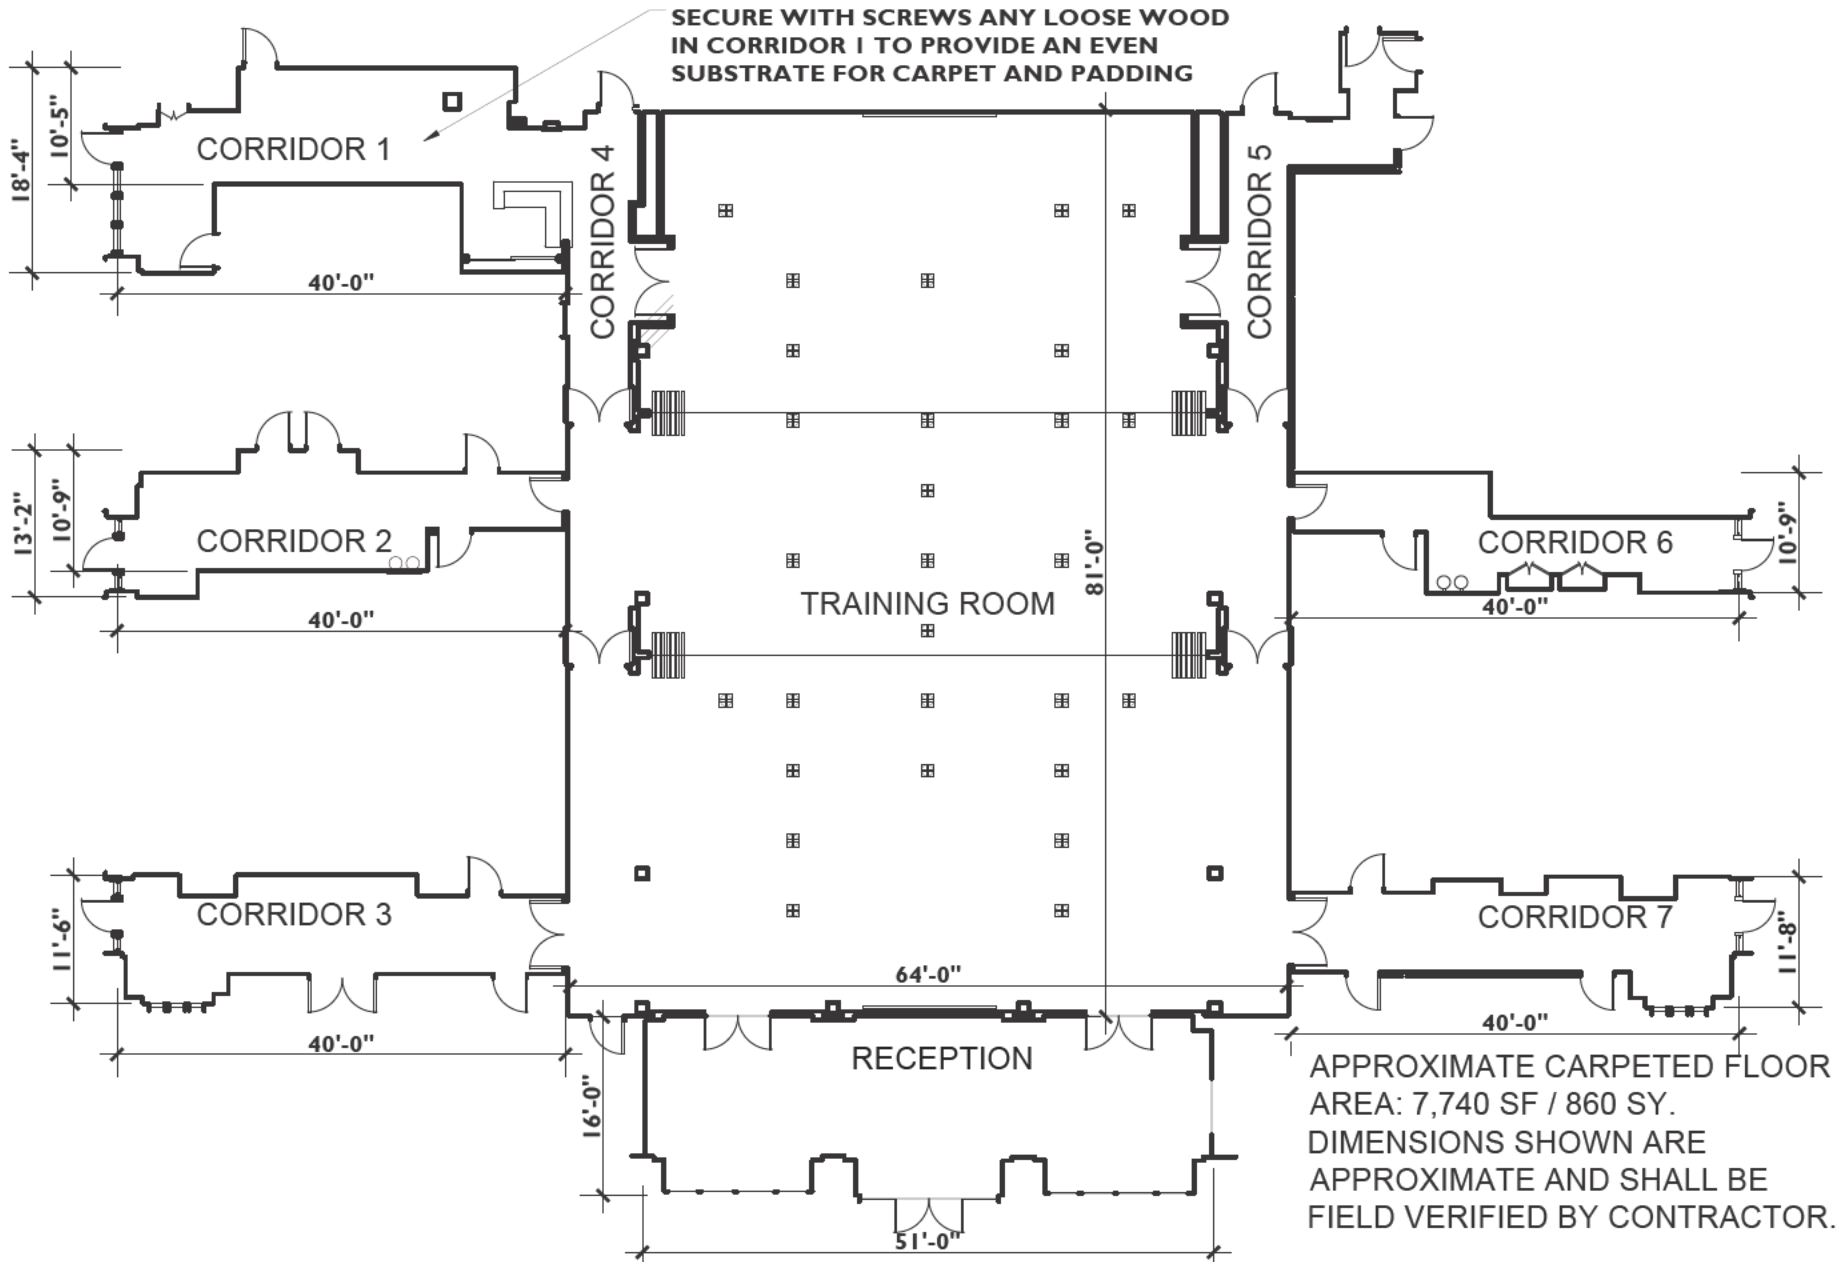 SECURE WITH SCREWS ANY LOOSE WOOD
IN CORRIDOR 1 TO PROVIDE AN EVEN
SUBSTRATE FOR CARPET AND PADDING
18'-4"
10'-5"
CORRIDOR 1
40'-0"
CORRIDOR 4
CORRIDOR 5
13'-2"
10'-9"
CORRIDOR 2
40'-0"
TRAINING ROOM
81'-0"
CORRIDOR 6
10'-9"
40'-0"
11'-6"
CORRIDOR 3
40'-0"
64'-0"
CORRIDOR 7
11'-8"
40'-0"
RECEPTION
16'-0"
51'-0"
APPROXIMATE CARPETED FLOOR
AREA: 7,740 SF / 860 SY.
DIMENSIONS SHOWN ARE
APPROXIMATE AND SHALL BE
FIELD VERIFIED BY CONTRACTOR.